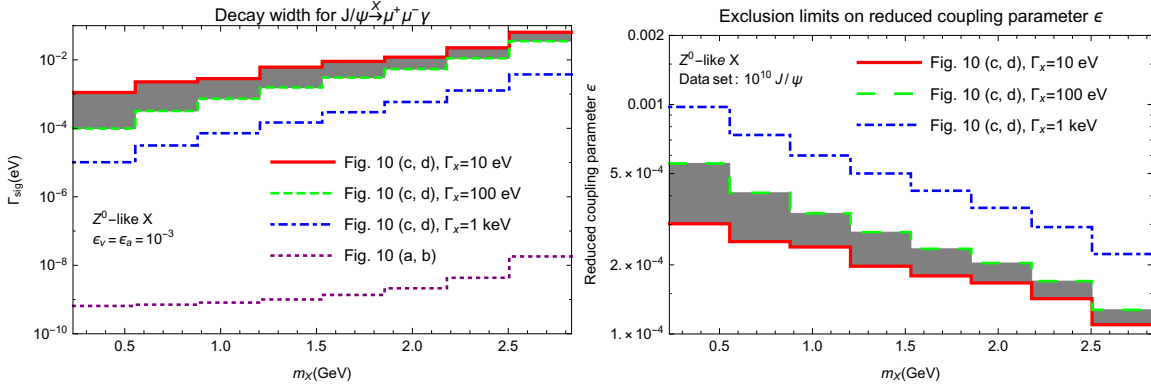 Decay width for J/ψ→μ⁺μ⁻γ
X
10⁻²
10⁻⁴
10⁻⁶
10⁻⁸
10⁻¹⁰
Γsig(eV)
Fig. 10 (c, d), Γx=10 eV
Fig. 10 (c, d), Γx=100 eV
Fig. 10 (c, d), Γx=1 keV
Fig. 10 (a, b)
Z⁰-like X
ϵv=ϵa=10⁻³
0.5 1.0 1.5 2.0 2.5
mX(GeV)
Exclusion limits on reduced coupling parameter ϵ
0.002
0.001
5.×10⁻⁴
2.×10⁻⁴
1.×10⁻⁴
Reduced coupling parameter ϵ
Z⁰-like X
Data set: 10¹⁰ J/ψ
Fig. 10 (c, d), Γx=10 eV
Fig. 10 (c, d), Γx=100 eV
Fig. 10 (c, d), Γx=1 keV
0.5 1.0 1.5 2.0 2.5
mX(GeV)